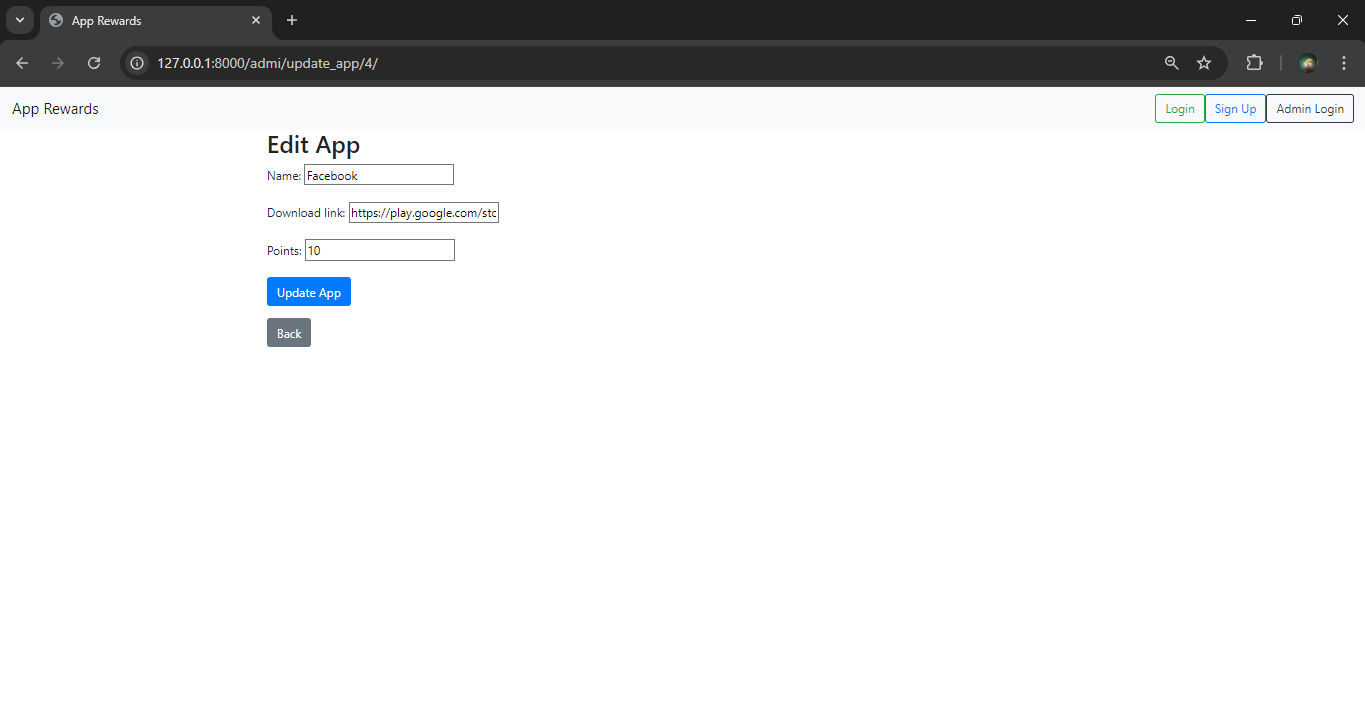 App Rewards
127.0.0.1:8000/admi/update_app/4/
App Rewards
Login Sign Up Admin Login
Edit App
Name: Facebook
Download link: https://play.google.com/stc
Points: 10
Update App
Back